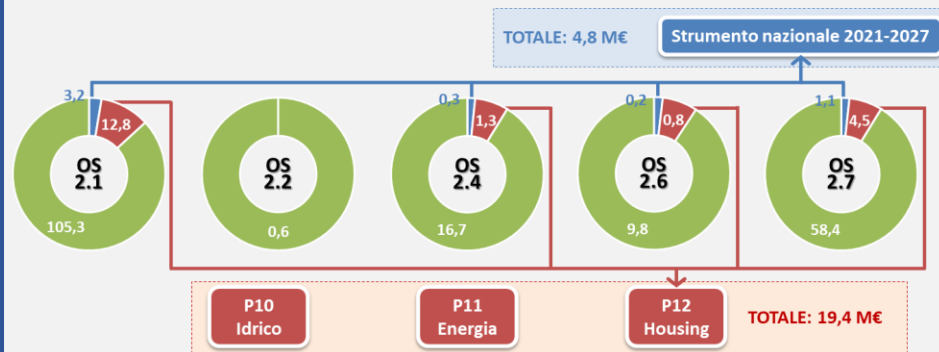 TOTALE: 4,8 M€
Strumento nazionale 2021-2027
3,2
12,8
OS
2.1
105,3
OS
2.2
0,6
0,3
1,3
OS
2.4
16,7
0,2
0,8
OS
2.6
9,8
1,1
4,5
OS
2.7
58,4
P10
Idrico
P11
Energia
P12
Housing
TOTALE: 19,4 M€